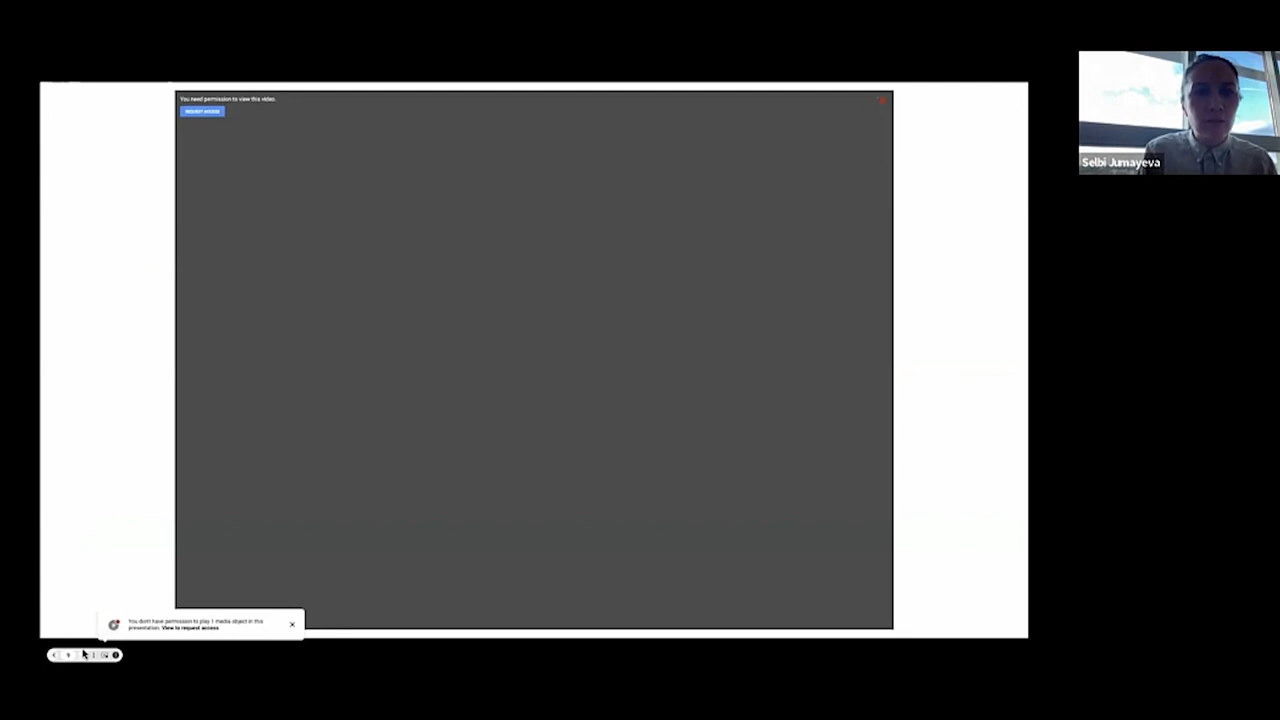 You need permission to view this video.
REQUEST ACCESS
Selbi Jumayeva
You don't have permission to play 1 media object in this
presentation. View to request access